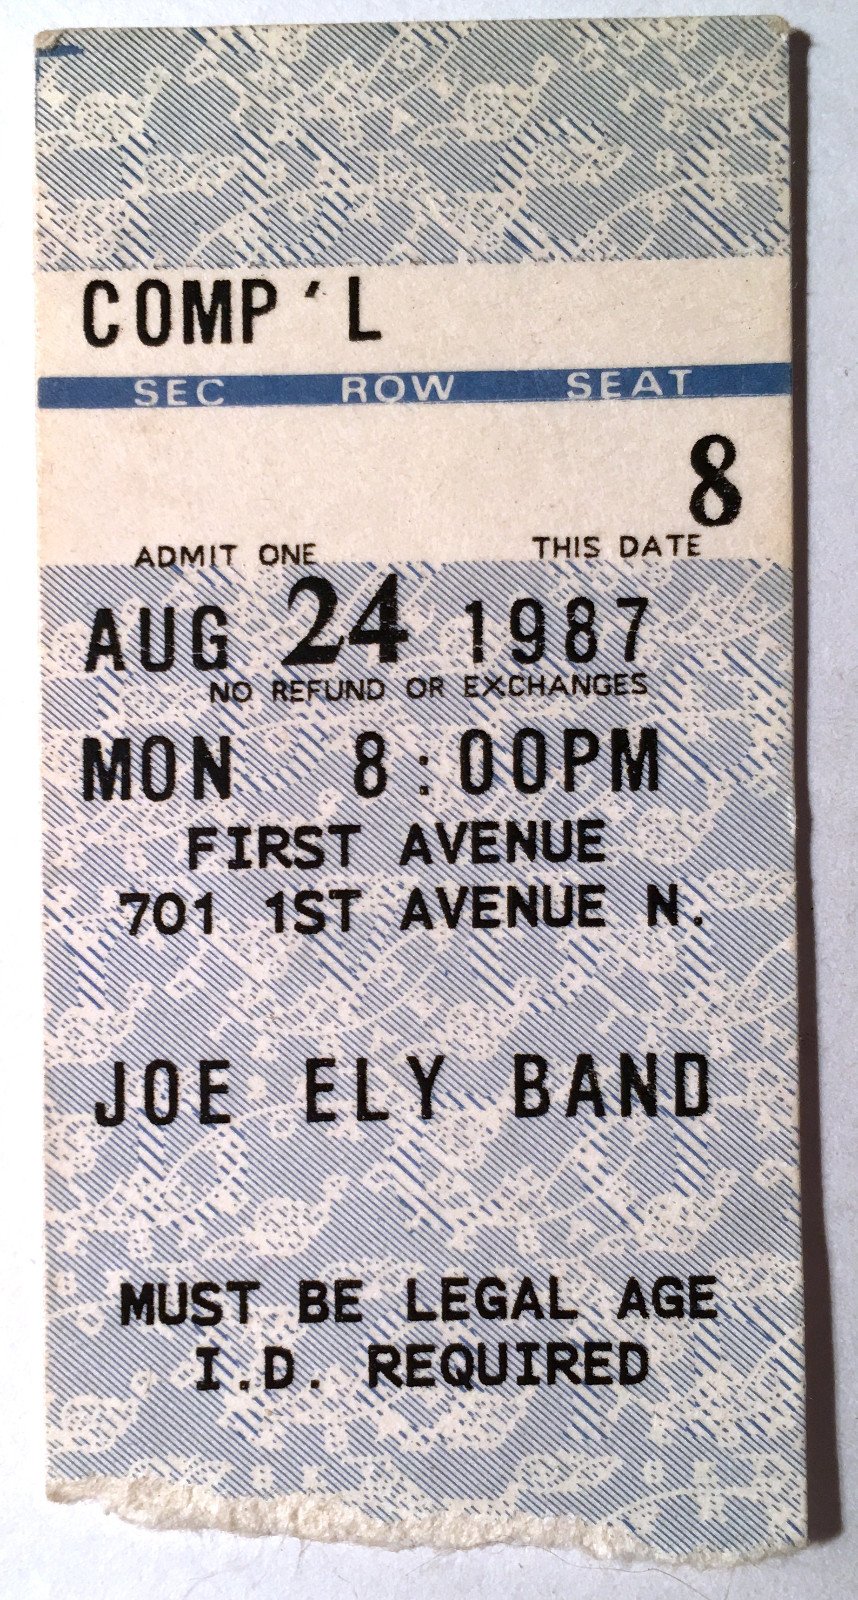 COMP'L
SEC ROW SEAT
8
ADMIT ONE THIS DATE
AUG 24 1987
NO REFUND OR EXCHANGES
MON 8:00PM
FIRST AVENUE
701 1ST AVENUE N.
JOE ELY BAND
MUST BE LEGAL AGE
I.D. REQUIRED